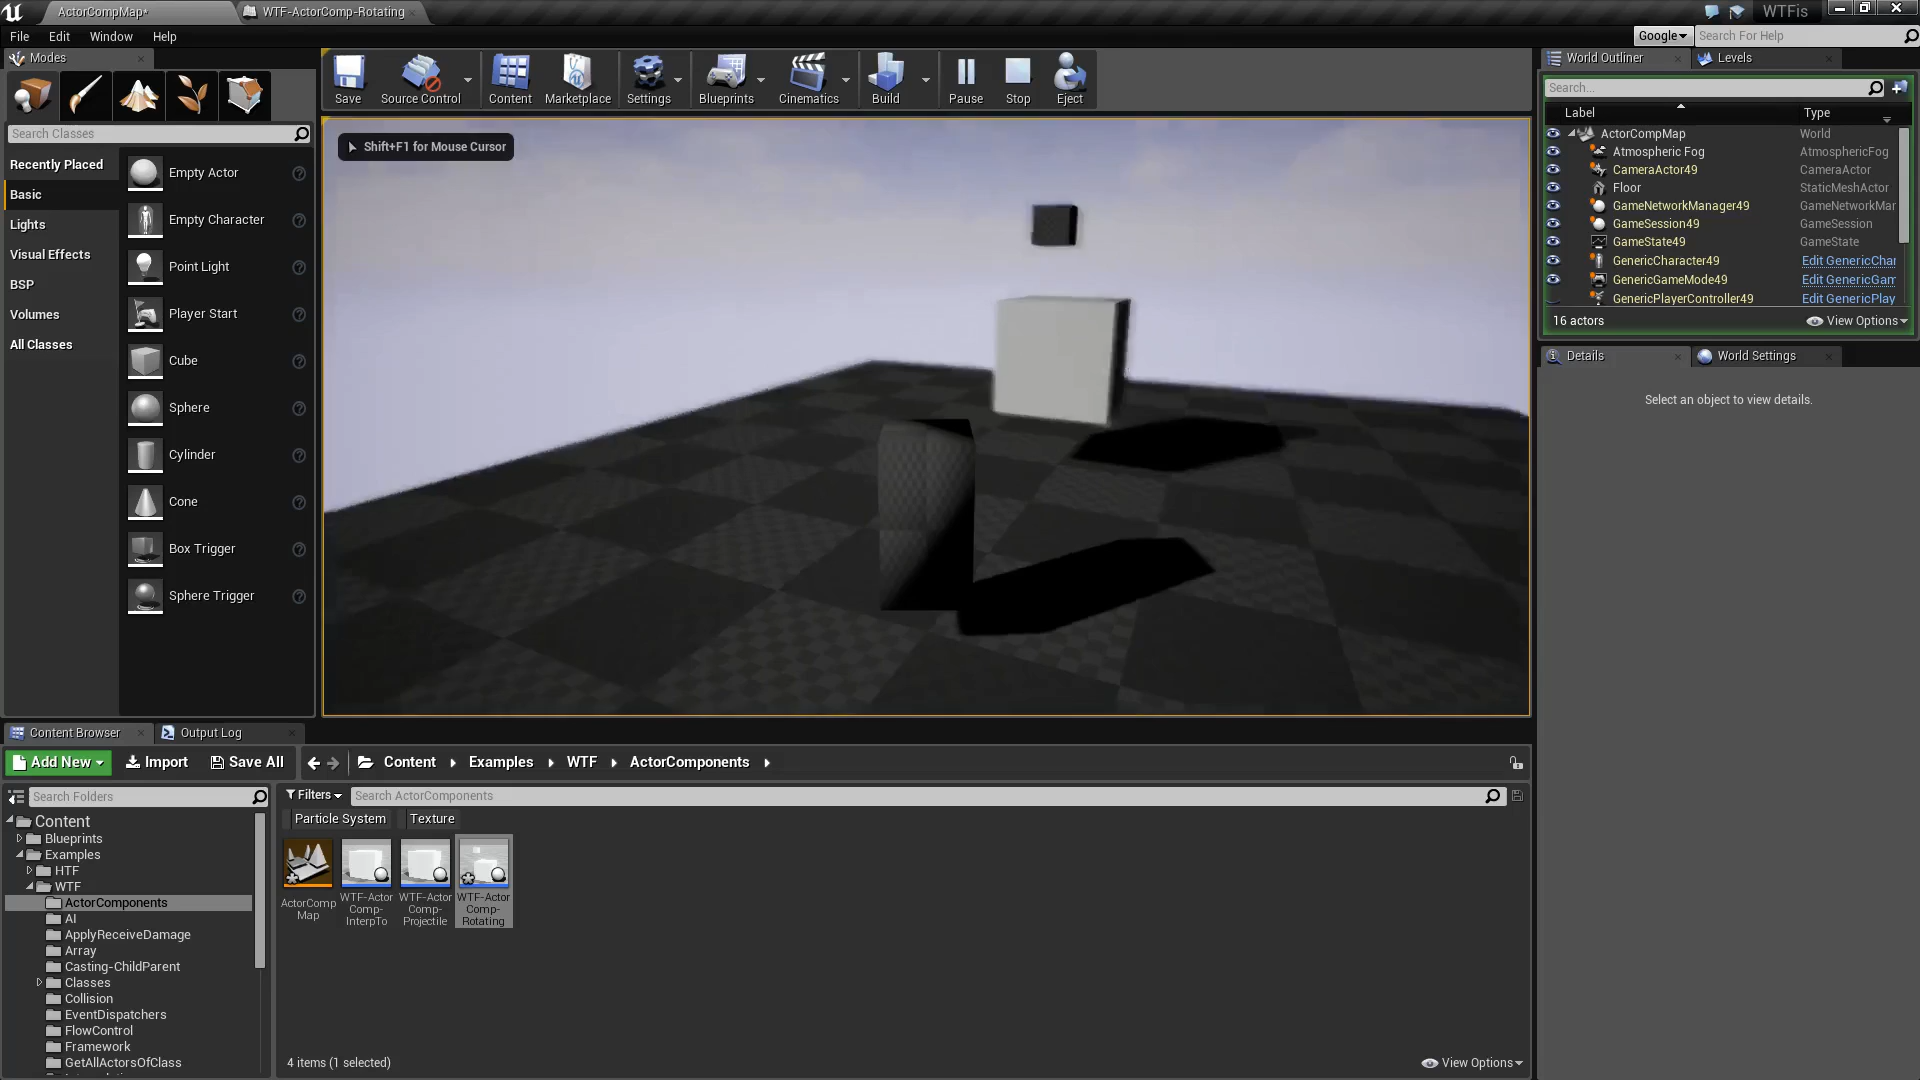 ActorCompMap*
WTF-ActorComp-Rotating
WTFis
File
Edit
Window
Help
Google
Search For Help
Modes
Save
Source Control
Content
Marketplace
Settings
Blueprints
Cinematics
Build
Pause
Stop
Eject
Search Classes
Recently Placed
Basic
Lights
Visual Effects
BSP
Volumes
All Classes
Empty Actor
Empty Character
Point Light
Player Start
Cube
Sphere
Cylinder
Cone
Box Trigger
Sphere Trigger
Shift+F1 for Mouse Cursor
World Outliner
Levels
Search...
Label
Type
ActorCompMap
World
Atmospheric Fog
AtmosphericFog
CameraActor49
CameraActor
Floor
StaticMeshActor
GameNetworkManager49
GameNetworkMar
GameSession49
GameSession
GameState49
GameState
GenericCharacter49
Edit GenericChar
GenericGameMode49
Edit GenericGam
GenericPlayerController49
Edit GenericPlay
16 actors
View Options
Details
World Settings
Select an object to view details.
Content Browser
Output Log
Add New
Import
Save All
Content
Examples
WTF
ActorComponents
Search Folders
Content
Blueprints
Examples
HTF
WTF
ActorComponents
AI
ApplyReceiveDamage
Array
Casting-ChildParent
Classes
Collision
EventDispatchers
FlowControl
Framework
GetAllActorsOfClass
Filters
Search ActorComponents
Particle System
Texture
ActorComp
Map
WTF-Actor
Comp-
InterpTo
WTF-Actor
Comp-
Projectile
WTF-Actor
Comp-
Rotating
4 items (1 selected)
View Options